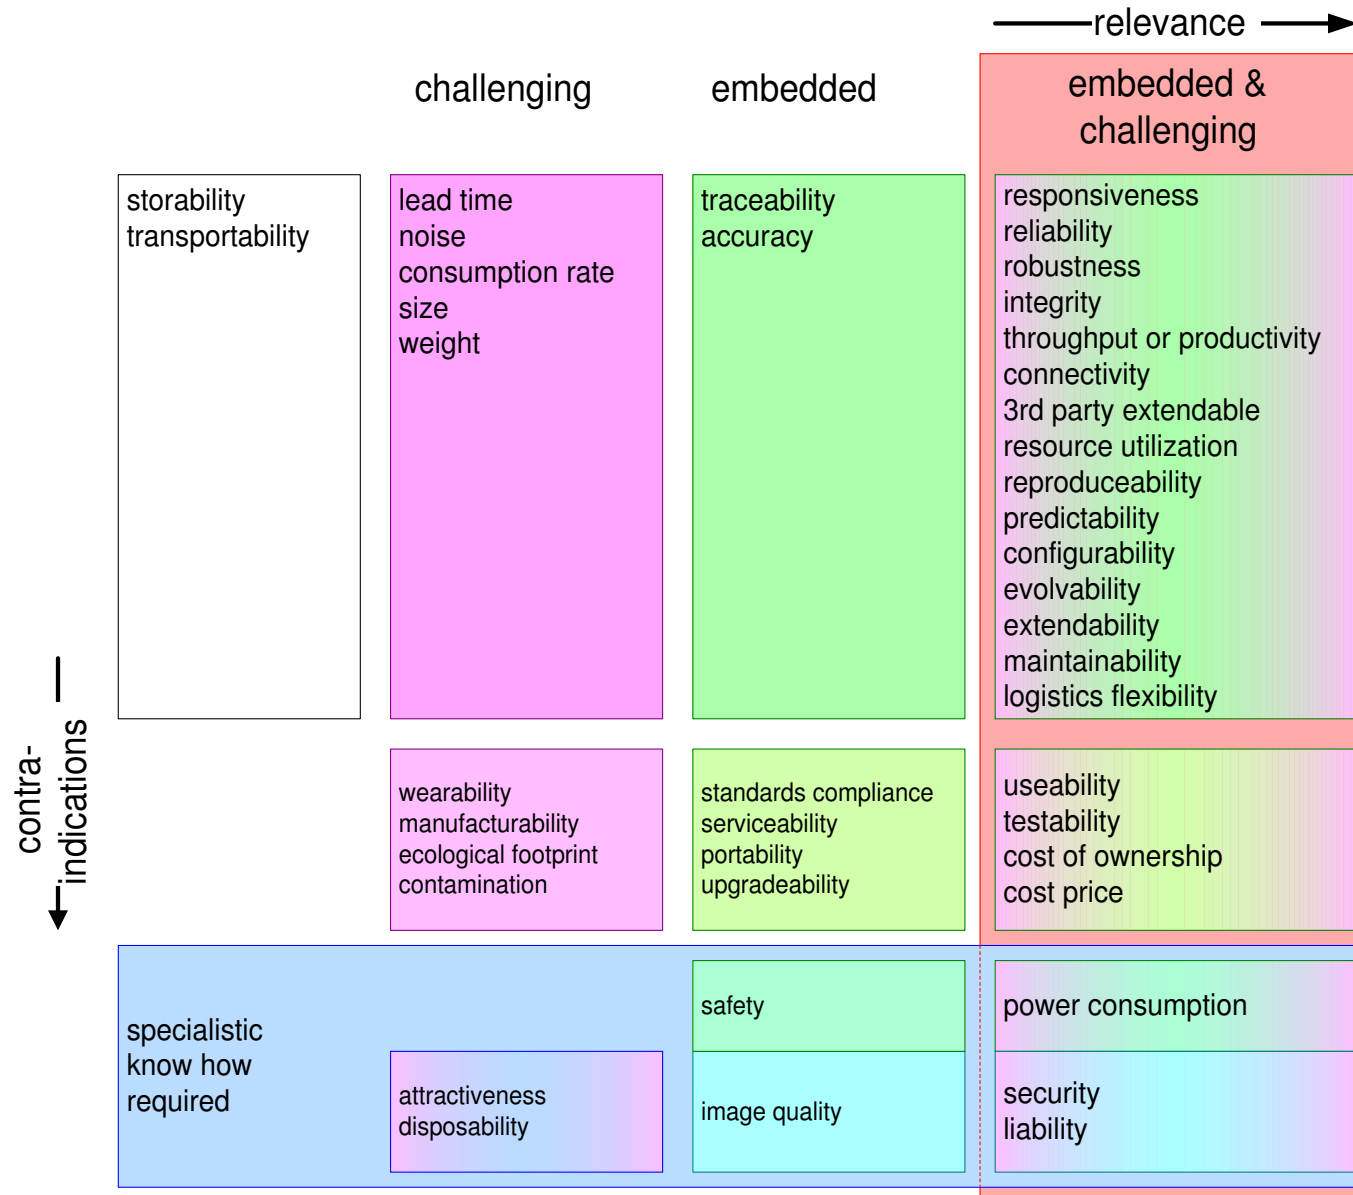 relevance
challenging
embedded
embedded &
challenging
storability
transportability
lead time
noise
consumption rate
size
weight
traceability
accuracy
responsiveness
reliability
robustness
integrity
throughput or productivity
connectivity
3rd party extendable
resource utilization
reproduceability
predictability
configurability
evolvability
extendability
maintainability
logistics flexibility
contra-
indications
wearability
manufacturability
ecological footprint
contamination
standards compliance
serviceability
portability
upgradeability
useability
testability
cost of ownership
cost price
specialistic
know how
required
attractiveness
disposability
safety
image quality
power consumption
security
liability